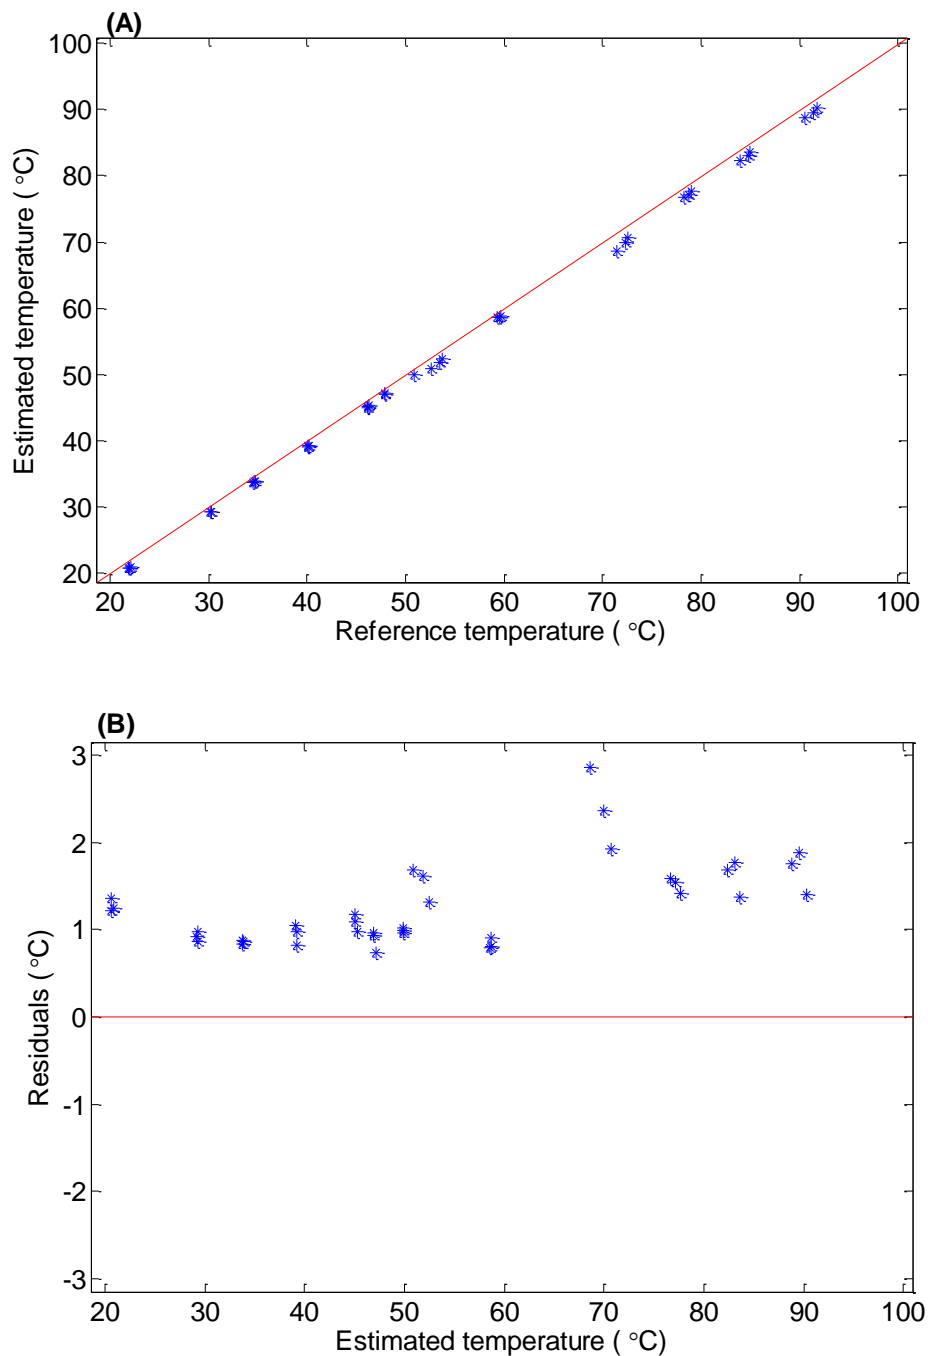 (A)
100
90
80
70
60
50
40
30
20
Estimated temperature ( °C)
20 30 40 50 60 70 80 90 100
Reference temperature ( °C)
(B)
3
2
1
0
-1
-2
-3
Residuals ( °C)
20 30 40 50 60 70 80 90 100
Estimated temperature ( °C)